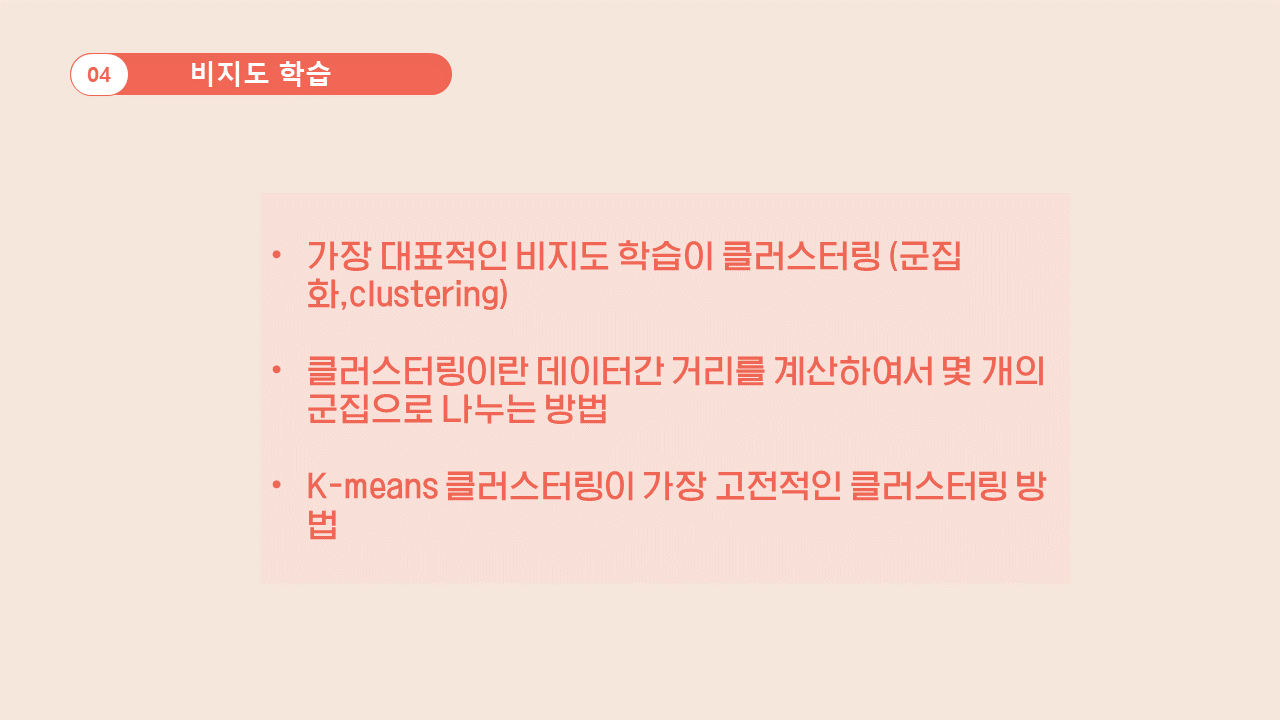 04 비지도 학습
• 가장 대표적인 비지도 학습이 클러스터링 (군집
화,clustering)
• 클러스터링이란 데이터간 거리를 계산하여서 몇 개의
군집으로 나누는 방법
• K-means 클러스터링이 가장 고전적인 클러스터링 방
법